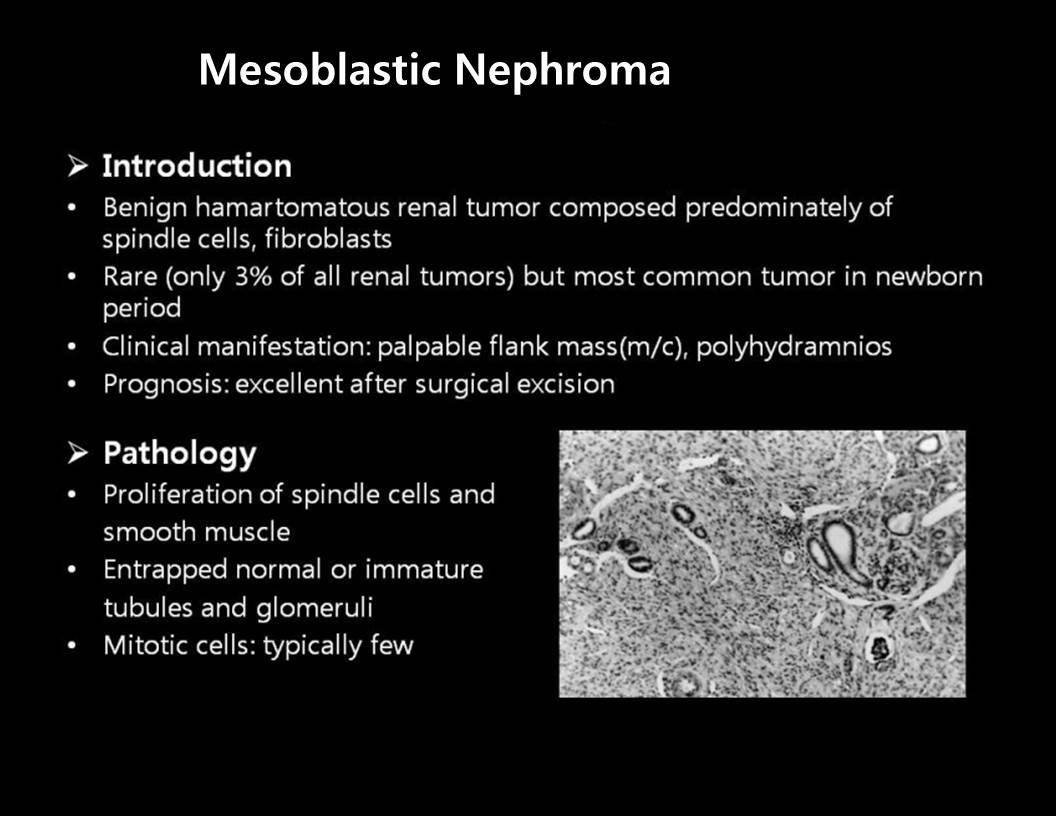 Mesoblastic Nephroma
➢ Introduction
• Benign hamartomatous renal tumor composed predominately of
spindle cells, fibroblasts
• Rare (only 3% of all renal tumors) but most common tumor in newborn
period
• Clinical manifestation: palpable flank mass(m/c), polyhydramnios
• Prognosis: excellent after surgical excision
➢ Pathology
• Proliferation of spindle cells and
smooth muscle
• Entrapped normal or immature
tubules and glomeruli
• Mitotic cells: typically few